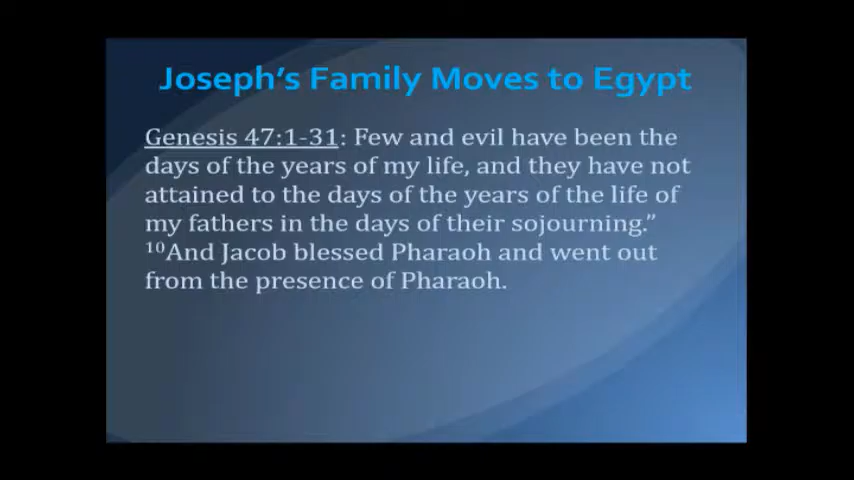 Joseph’s Family Moves to Egypt
Genesis 47:1-31: Few and evil have been the
days of the years of my life, and they have not
attained to the days of the years of the life of
my fathers in the days of their sojourning.”
¹⁰And Jacob blessed Pharaoh and went out
from the presence of Pharaoh.